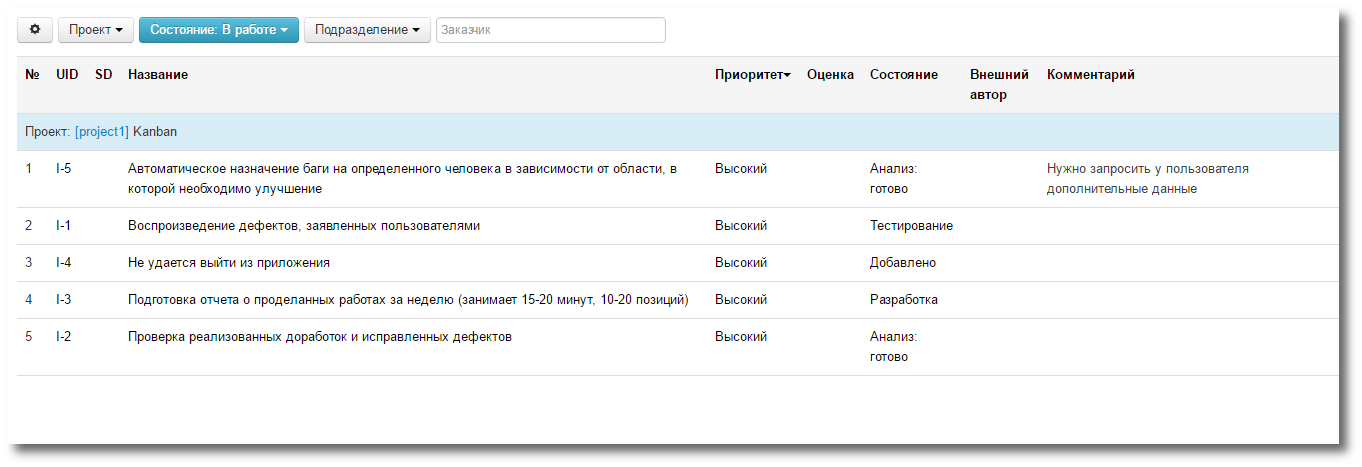 Проект Состояние: В работе Подразделение Заказчик
№ UID SD Название Приоритет Оценка Состояние Внешний автор Комментарий
Проект: [project1] Kanban
1 I-5 Автоматическое назначение баги на определенного человека в зависимости от области, в Высокий Анализ: Нужно запросить у пользователя
которой необходимо улучшение готово дополнительные данные
2 I-1 Воспроизведение дефектов, заявленных пользователями Высокий Тестирование
3 I-4 Не удается выйти из приложения Высокий Добавлено
4 I-3 Подготовка отчета о проделанных работах за неделю (занимает 15-20 минут, 10-20 позиций) Высокий Разработка
5 I-2 Проверка реализованных доработок и исправленных дефектов Высокий Анализ:
готово